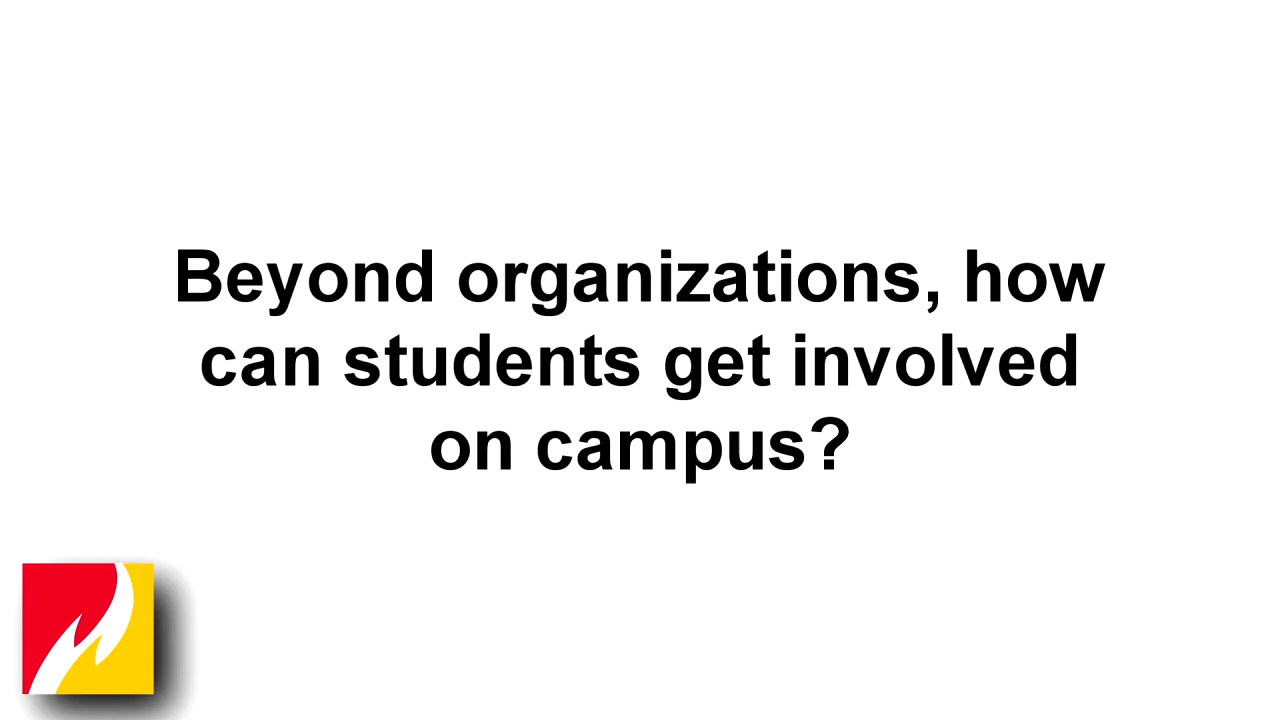 Beyond organizations, how
can students get involved
on campus?